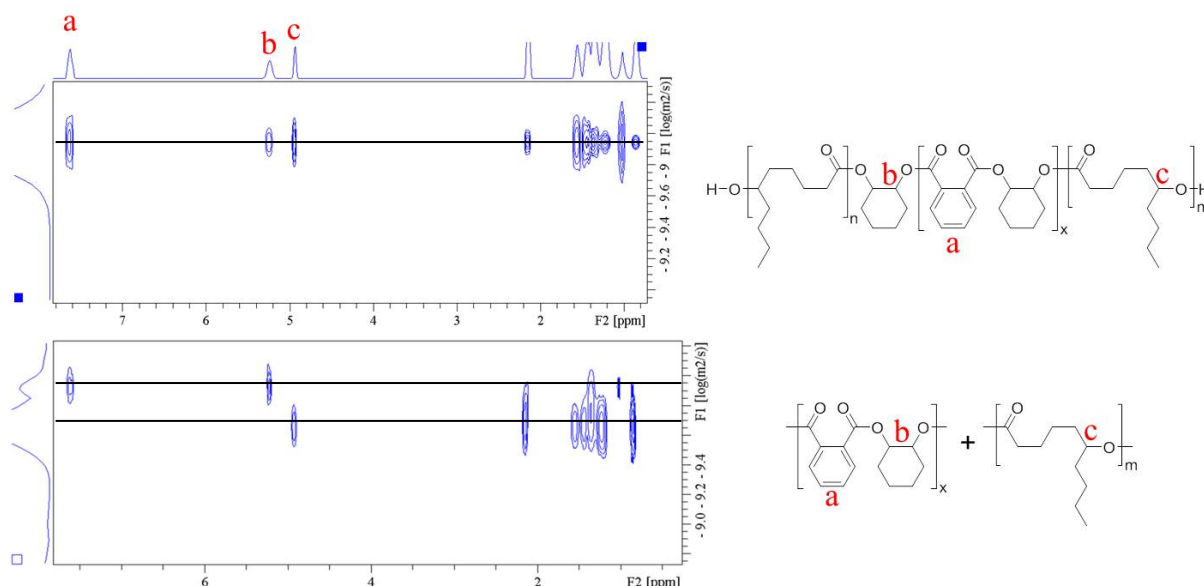 a
b
c
- 9.2 - 9.4 - 9.6 - 9 F1 [log(m2/s)]
7 6 5 4 3 2 F2 [ppm]
O O O O
H O n O b O O O x c O H
a
- 9.0 - 9.2 - 9.4 F1 [log(m2/s)]
6 4 2 F2 [ppm]
O O O
O b O x + c O m
a